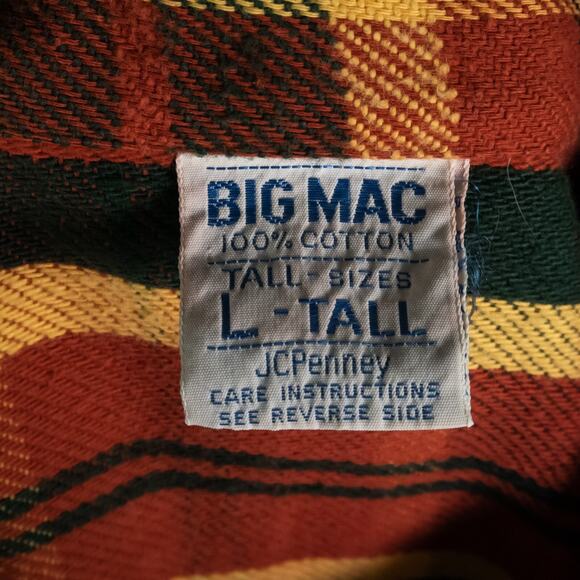 BIG MAC
100% COTTON
TALL-SIZES
L-TALL
JCPenney
CARE INSTRUCTIONS
SEE REVERSE SIDE